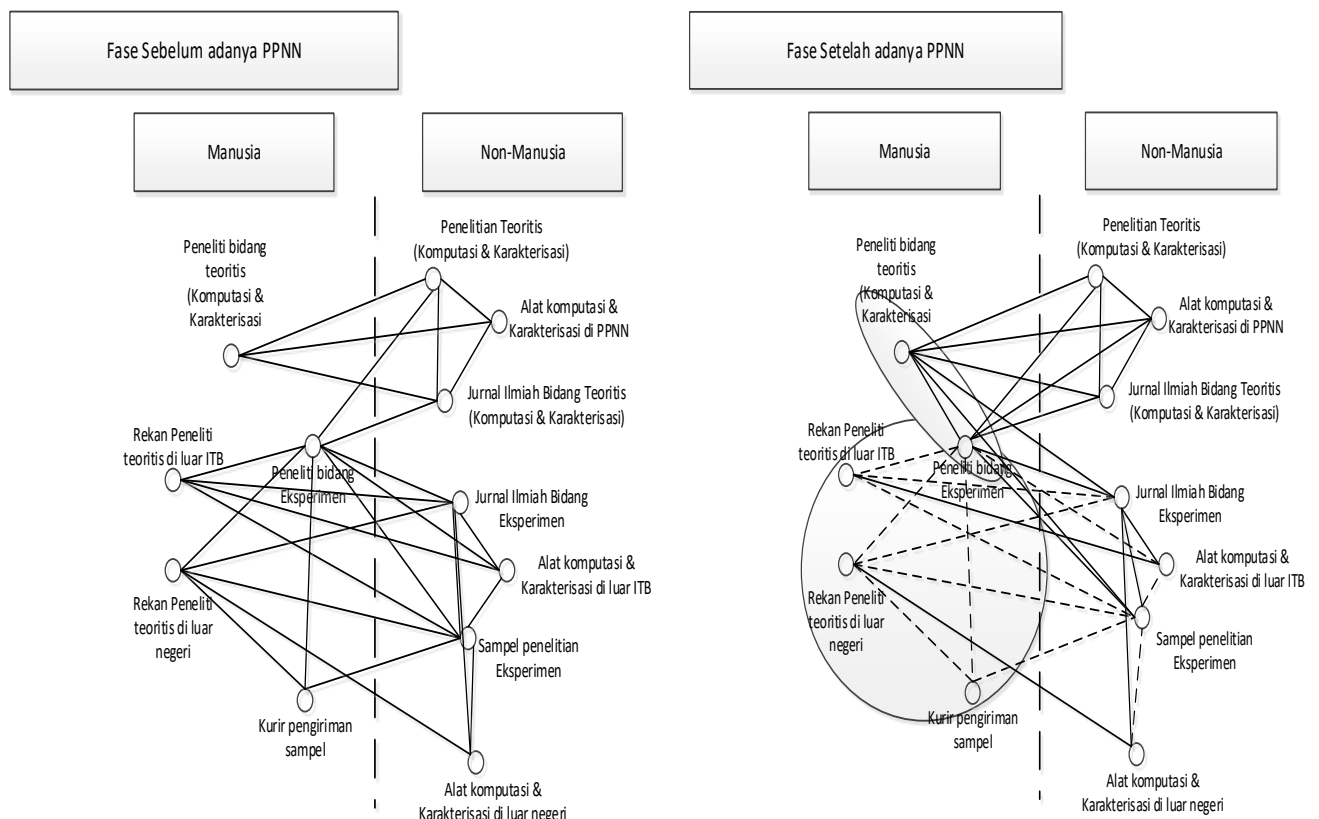 Fase Sebelum adanya PPNN
Manusia
Non-Manusia
Peneliti bidang
teoritis
(Komputasi &
Karakterisasi
Penelitian Teoritis
(Komputasi & Karakterisasi)
Alat komputasi &
Karakterisasi di PPNN
Jurnal Ilmiah Bidang Teoritis
(Komputasi & Karakterisasi)
Rekan Peneliti
teoritis di luar ITB
Peneliti bidang
Eksperimen
Jurnal Ilmiah Bidang
Eksperimen
Alat komputasi &
Karakterisasi di luar ITB
Rekan Peneliti
teoritis di luar
negeri
Sampel penelitian
Eksperimen
Kurir pengiriman
sampel
Alat komputasi &
Karakterisasi di luar negeri
Fase Setelah adanya PPNN
Manusia
Non-Manusia
Peneliti bidang
teoritis
(Komputasi &
Karakterisasi
Penelitian Teoritis
(Komputasi & Karakterisasi)
Alat komputasi &
Karakterisasi di PPNN
Jurnal Ilmiah Bidang Teoritis
(Komputasi & Karakterisasi)
Rekan Peneliti
teoritis di luar ITB
Peneliti bidang
Eksperimen
Jurnal Ilmiah Bidang
Eksperimen
Alat komputasi &
Karakterisasi di luar ITB
Rekan Peneliti
teoritis di luar
negeri
Sampel penelitian
Eksperimen
Kurir pengiriman
sampel
Alat komputasi &
Karakterisasi di luar negeri